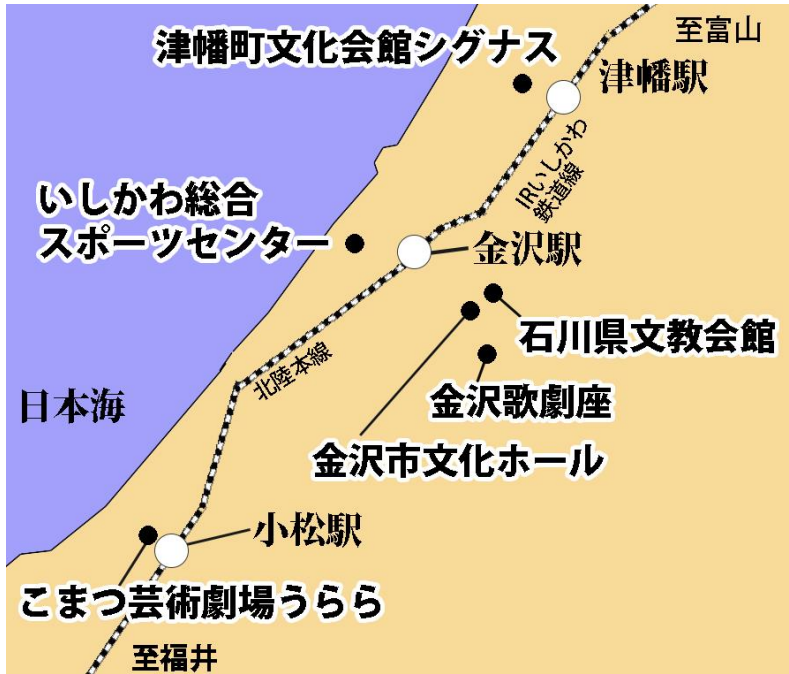 至富山
津幡町文化会館シグナス
津幡駅
IRいしかわ
鉄道線
いしかわ総合
スポーツセンター
金沢駅
石川県文教会館
北陸本線
日本海
金沢歌劇座
金沢市文化ホール
小松駅
こまつ芸術劇場うらら
至福井